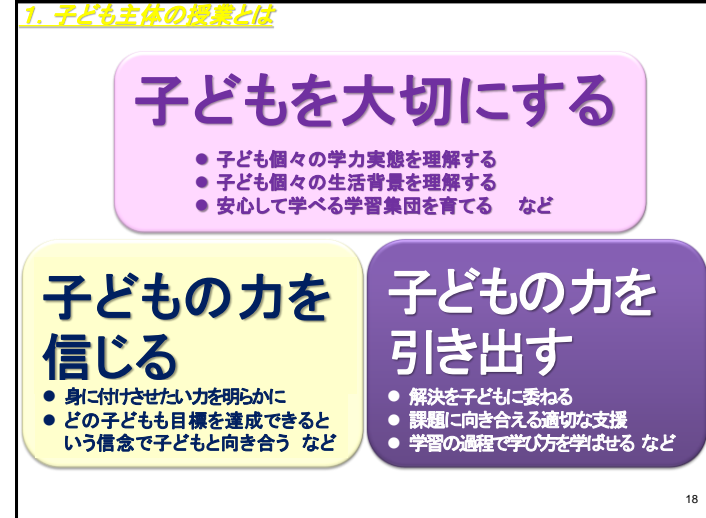 1．子ども主体の授業とは
子どもを大切にする
● 子ども個々の学力実態を理解する
● 子ども個々の生活背景を理解する
● 安心して学べる学習集団を育てる　など
子どもの力を
信じる
● 身に付けさせたい力を明らかに
● どの子どもも目標を達成できると
いう信念で子どもと向き合う　など
子どもの力を
引き出す
● 解決を子どもに委ねる
● 課題に向き合える適切な支援
● 学習の過程で学び方を学ばせる　など
18